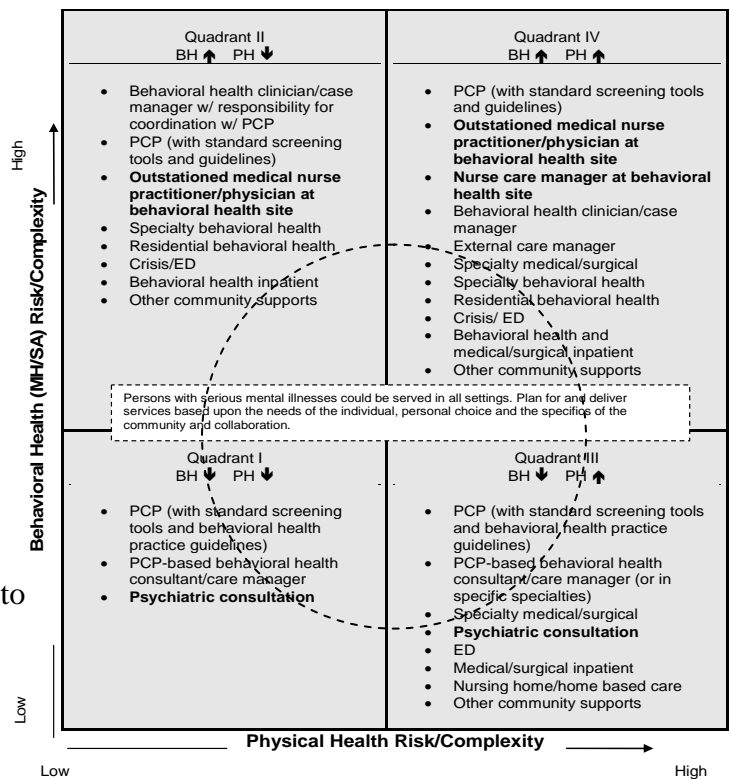 Quadrant II
BH ↑ PH ↓
• Behavioral health clinician/case
manager w/ responsibility for
coordination w/ PCP
• PCP (with standard screening
tools and guidelines)
• Outstationed medical nurse
practitioner/physician at
behavioral health site
• Specialty behavioral health
• Residential behavioral health
• Crisis/ED
• Behavioral health inpatient
• Other community supports
Quadrant IV
BH ↑ PH ↑
• PCP (with standard screening tools
and guidelines)
• Outstationed medical nurse
practitioner/physician at
behavioral health site
• Nurse care manager at behavioral
health site
• Behavioral health clinician/case
manager
• External care manager
• Specialty medical/surgical
• Specialty behavioral health
• Residential behavioral health
• Crisis/ ED
• Behavioral health and
medical/surgical inpatient
• Other community supports
Persons with serious mental illnesses could be served in all settings. Plan for and deliver
services based upon the needs of the individual, personal choice and the specifics of the
community and collaboration.
Quadrant I
BH ↓ PH ↓
• PCP (with standard screening
tools and behavioral health
practice guidelines)
• PCP-based behavioral health
consultant/care manager
• Psychiatric consultation
Quadrant III
BH ↓ PH ↑
• PCP (with standard screening tools
and behavioral health practice
guidelines)
• PCP-based behavioral health
consultant/care manager (or in
specific specialties)
• Specialty medical/surgical
• Psychiatric consultation
• ED
• Medical/surgical inpatient
• Nursing home/home based care
• Other community supports
High
Behavioral Health (MH/SA) Risk/Complexity
Low
to
Physical Health Risk/Complexity
Low
High